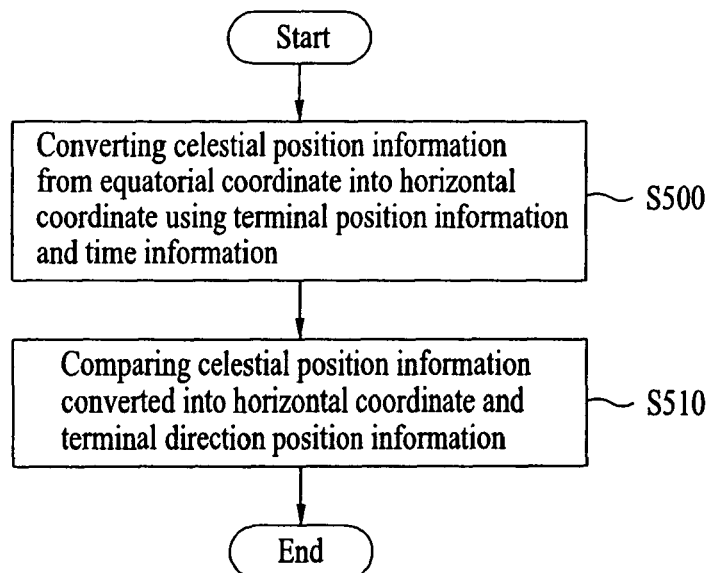 Start
Converting celestial position information
from equatorial coordinate into horizontal
coordinate using terminal position information
and time information
S500
Comparing celestial position information
converted into horizontal coordinate and
terminal direction position information
S510
End